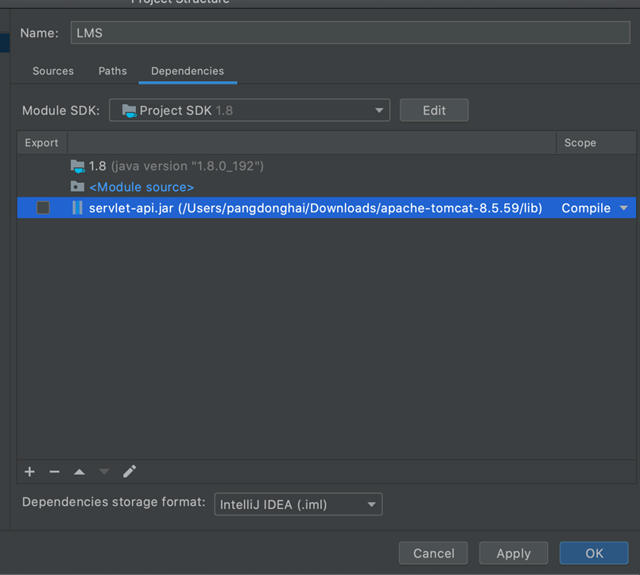 Project Structure
Name: LMS
Sources Paths Dependencies
Module SDK: Project SDK 1.8 Edit
Export Scope
1.8 (java version "1.8.0_192")
<Module source>
servlet-api.jar (/Users/pangdonghai/Downloads/apache-tomcat-8.5.59/lib) Compile
Dependencies storage format: IntelliJ IDEA (.iml)
Cancel Apply OK